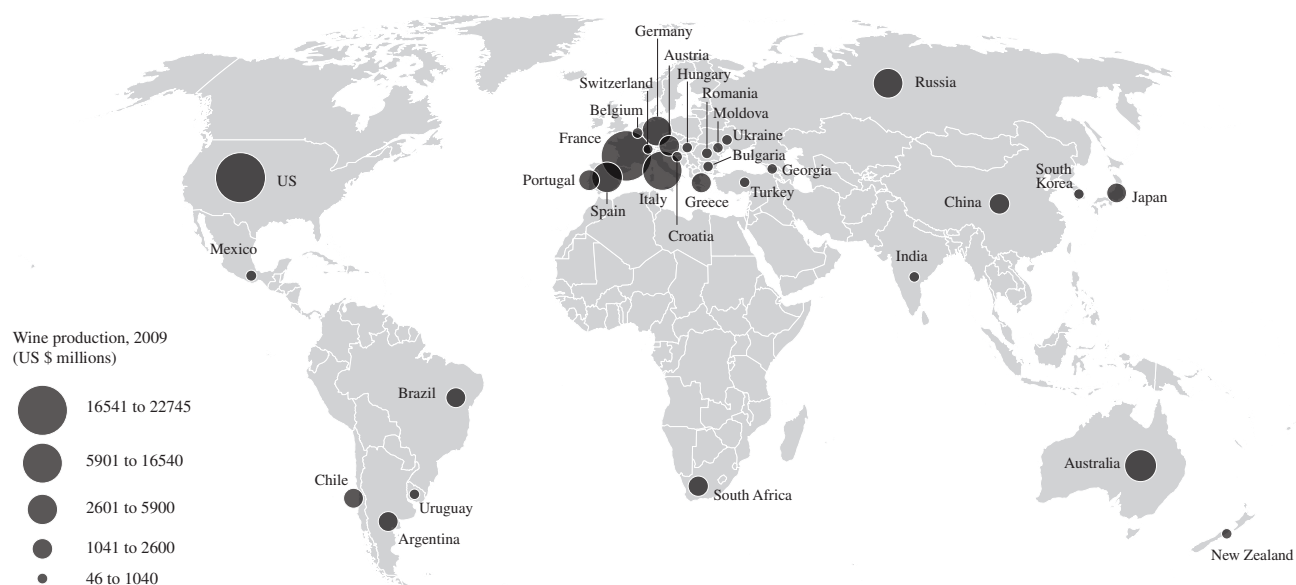 Germany
Austria
Hungary
Switzerland
Romania
Belgium
Moldova
France
Ukraine
Bulgaria
Georgia
Portugal
Turkey
Spain
Italy
Greece
Croatia
Russia
US
Mexico
South
Korea
Japan
China
India
Brazil
Chile
Uruguay
Argentina
South Africa
Australia
New Zealand
Wine production, 2009
(US $ millions)
16541 to 22745
5901 to 16540
2601 to 5900
1041 to 2600
46 to 1040